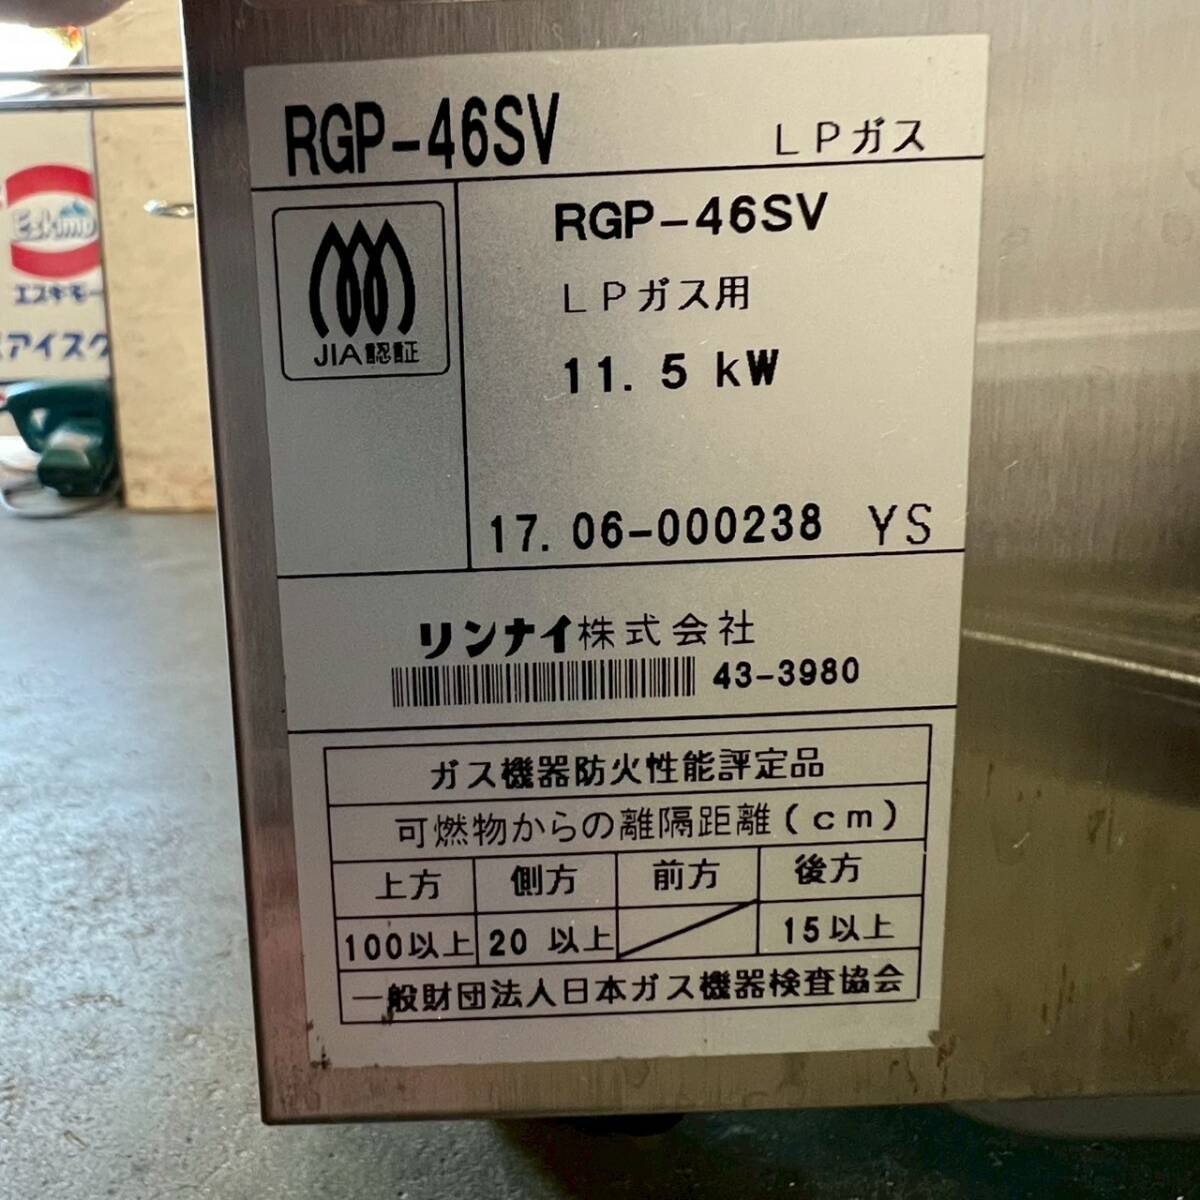 RGP-46SV LPガス
JIA認証
RGP-46SV
LPガス用
11.5 kW
17.06-000238 YS
リンナイ株式会社
43-3980
ガス機器防火性能評定品
可燃物からの離隔距離(cm)
上方 側方 前方 後方
100以上 20 以上 15以上
一般財団法人日本ガス機器検査協会
Eskimo
エスキモー
アイスク